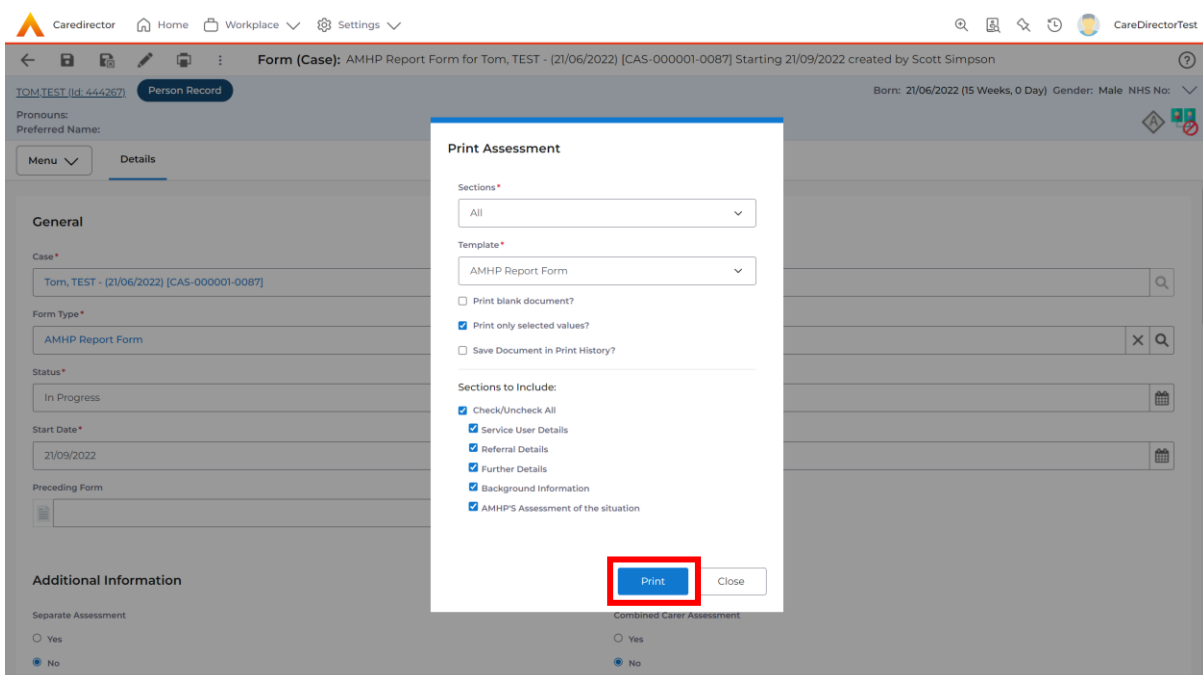 Caredirector Home Workplace Settings CareDirectorTest
Form (Case): AMHP Report Form for Tom, TEST - (21/06/2022) [CAS-000001-0087] Starting 21/09/2022 created by Scott Simpson
TOM,TEST (Id: 444267) Person Record Born: 21/06/2022 (15 Weeks, 0 Day) Gender: Male NHS No:
Pronouns:
Preferred Name:
Menu Details
Print Assessment
Sections*
All
Template*
AMHP Report Form
Print blank document?
Print only selected values?
Save Document in Print History?
Sections to Include:
Check/Uncheck All
Service User Details
Referral Details
Further Details
Background Information
AMHP'S Assessment of the situation
Print Close
General
Case*
Tom, TEST - (21/06/2022) [CAS-000001-0087]
Form Type*
AMHP Report Form
Status*
In Progress
Start Date*
21/09/2022
Preceding Form
Additional Information
Separate Assessment Combined Carer Assessment
Yes Yes
No No